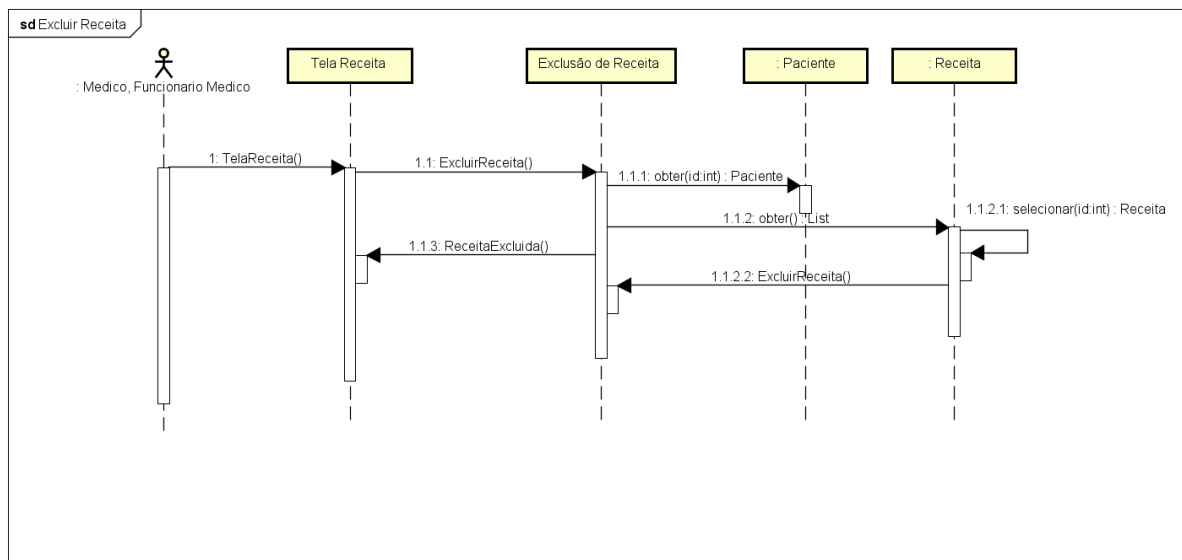 sd Excluir Receita
: Medico, Funcionario Medico
Tela Receita
Exclusão de Receita
: Paciente
: Receita
1: TelaReceita()
1.1: ExcluirReceita()
1.1.1: obter(id:int) : Paciente
1.1.2: obter() : List
1.1.2.1: selecionar(id:int) : Receita
1.1.3: ReceitaExcluida()
1.1.2.2: ExcluirReceita()